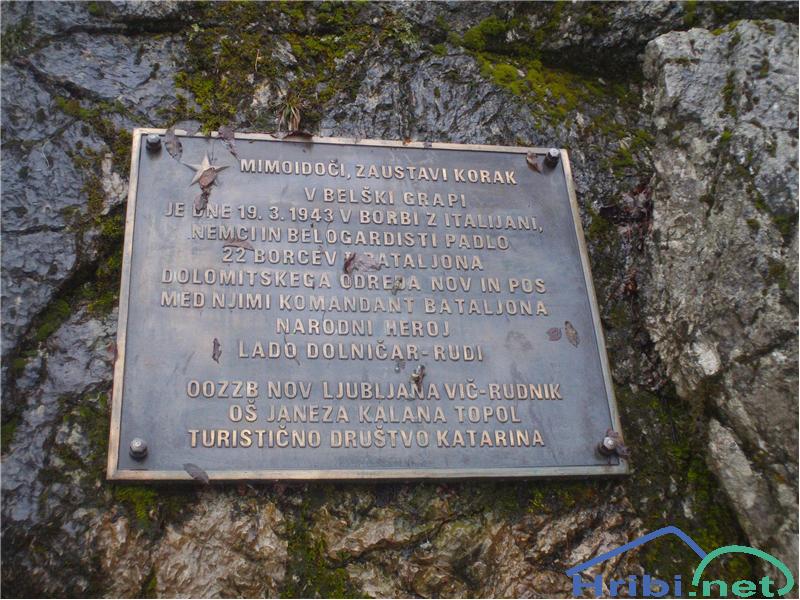 MIMOIDOČI, ZAUSTAVI KORAK
V BELŠKI GRAPI
JE DNE 19. 3. 1943 V BORBI Z ITALIJANI,
NEMCI IN BELOGARDISTI PADLO
22 BORCEV BATALJONA
DOLOMITSKEGA ODREDA NOV IN POS
MED NJIMI KOMANDANT BATALJONA
NARODNI HEROJ
LADO DOLNIČAR-RUDI
OOZZB NOV LJUBLJANA VIČ-RUDNIK
OŠ JANEZA KALANA TOPOL
TURISTIČNO DRUŠTVO KATARINA
Hribi.net